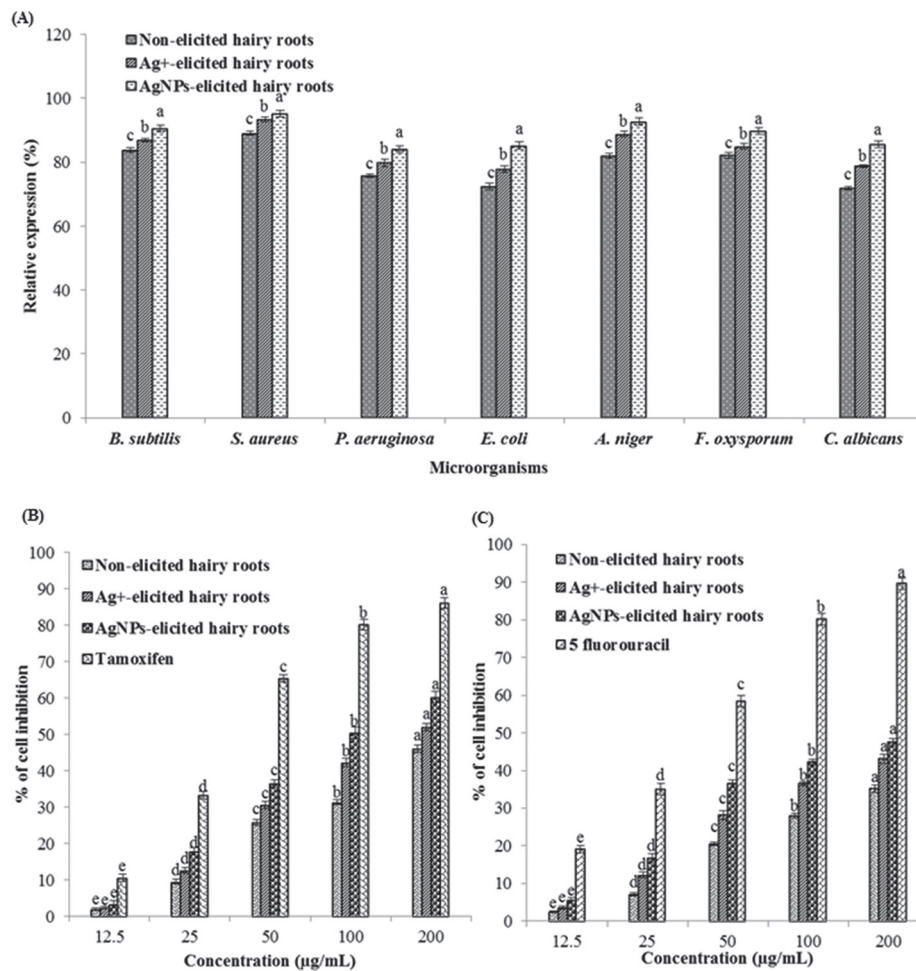 (A)
120
100
80
60
40
20
0
Relative expression (%)
Non-elicited hairy roots
Ag+-elicited hairy roots
AgNPs-elicited hairy roots
c b a
c b a
c b a
c b a
c b a
c b a
c b a
B. subtilis S. aureus P. aeruginosa E. coli A. niger F. oxysporum C. albicans
Microorganisms
(B)
100
90
80
70
60
50
40
30
20
10
0
% of cell inhibition
Non-elicited hairy roots
Ag+-elicited hairy roots
AgNPs-elicited hairy roots
Tamoxifen
e e e e
d d d d
c c c c
b b b b
a a a a
12.5 25 50 100 200
Concentration (µg/mL)
(C)
100
90
80
70
60
50
40
30
20
10
0
% of cell inhibition
Non-elicited hairy roots
Ag+-elicited hairy roots
AgNPs-elicited hairy roots
5 fluorouracil
e e e e
d d d d
c c c c
b b b b
a a a a
12.5 25 50 100 200
Concentration (µg/mL)